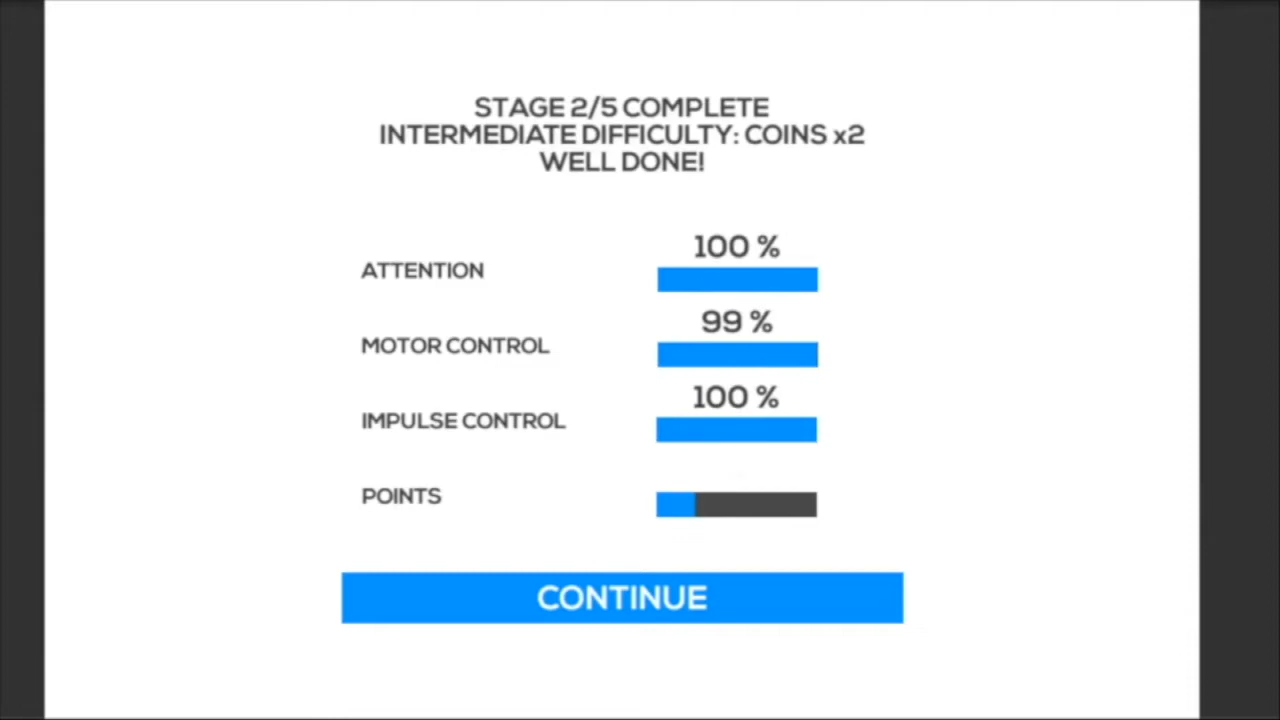 STAGE 2/5 COMPLETE
INTERMEDIATE DIFFICULTY: COINS x2
WELL DONE!
100 %
ATTENTION
99 %
MOTOR CONTROL
100 %
IMPULSE CONTROL
POINTS
CONTINUE